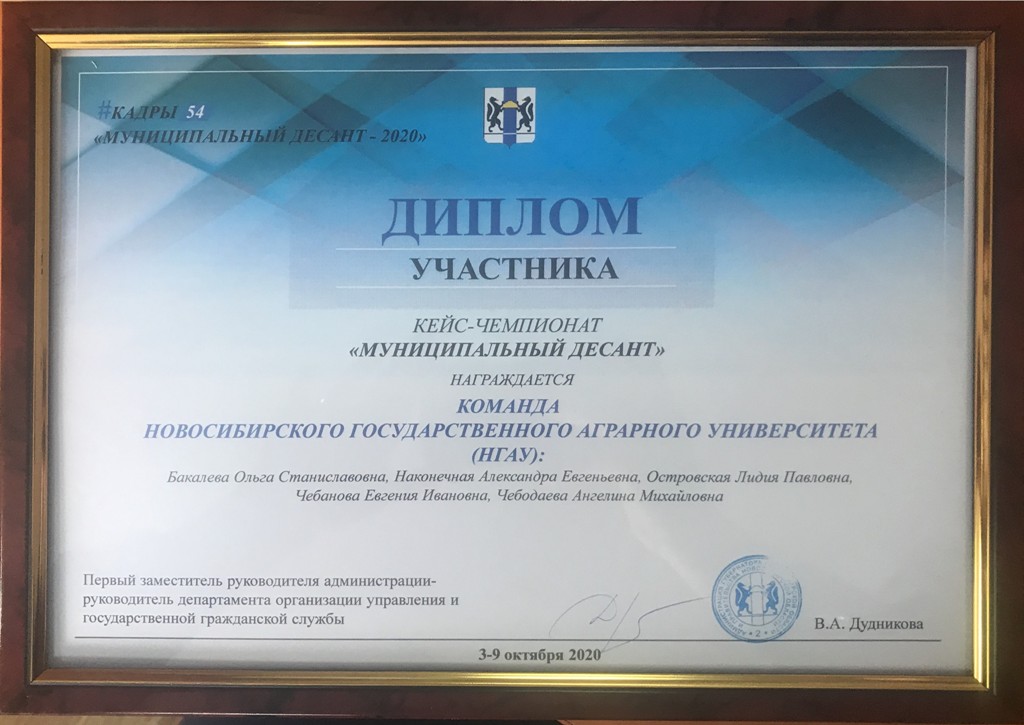 #КАДРЫ 54
«МУНИЦИПАЛЬНЫЙ ДЕСАНТ - 2020»
ДИПЛОМ
УЧАСТНИКА
КЕЙС-ЧЕМПИОНАТ
«МУНИЦИПАЛЬНЫЙ ДЕСАНТ»
НАГРАЖДАЕТСЯ
КОМАНДА
НОВОСИБИРСКОГО ГОСУДАРСТВЕННОГО АГРАРНОГО УНИВЕРСИТЕТА
(НГАУ):
Бакалева Ольга Станиславовна, Наконечная Александра Евгеньевна, Островская Лидия Павловна,
Чебанова Евгения Ивановна, Чебодаева Ангелина Михайловна
Первый заместитель руководителя администрации-
руководитель департамента организации управления и
государственной гражданской службы
В.А. Дудникова
3-9 октября 2020